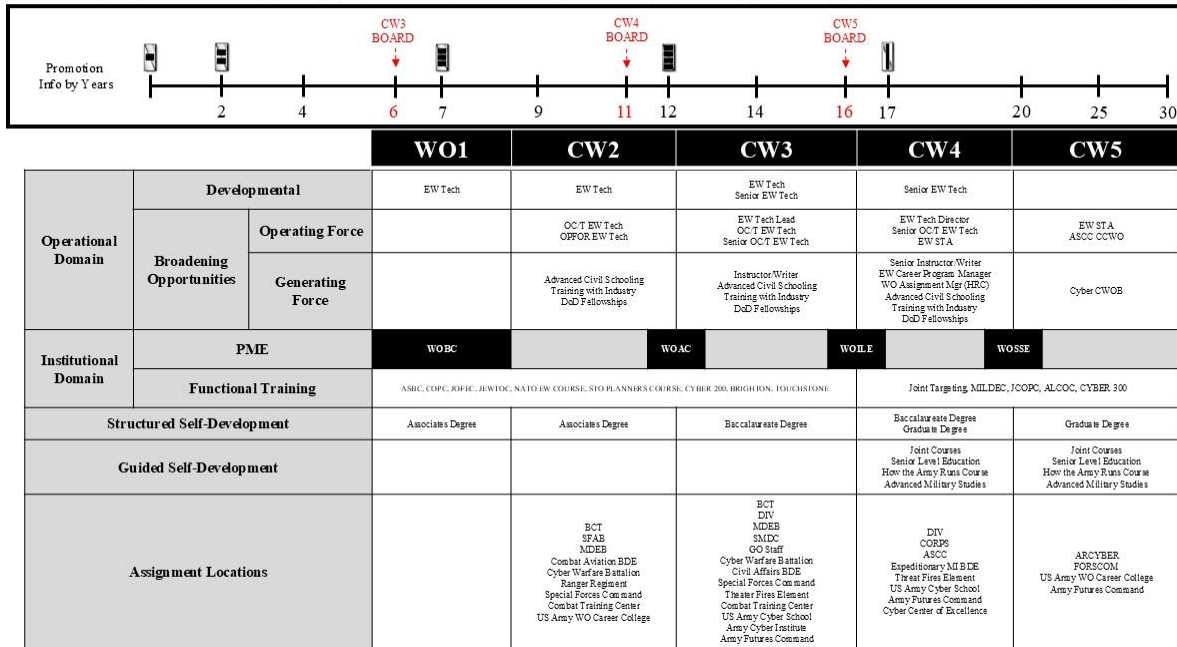 CW3
BOARD
CW4
BOARD
CW5
BOARD
Promotion
Info by Years
2 4 6 7 9 11 12 14 16 17 20 25 30
WO1 CW2 CW3 CW4 CW5
Operational
Domain
Developmental
EW Tech
EW Tech
EW Tech
Senior EW Tech
Senior EW Tech
Broadening
Opportunities
Operating Force
OC/T EW Tech
OPFOR EW Tech
EW Tech Lead
OC/T EW Tech
Senior OC/T EW Tech
EW Tech Director
Senior OC/T EW Tech
EW STA
EW STA
ASCC CCWO
Generating
Force
Advanced Civil Schooling
Training with Industry
DoD Fellowships
Instructor/Writer
Advanced Civil Schooling
Training with Industry
DoD Fellowships
Senior Instructor/Writer
EW Career Program Manager
WO Assignment Mgr (HRC)
Advanced Civil Schooling
Training with Industry
DoD Fellowships
Cyber CWOB
Institutional
Domain
PME
WOBC
WOAC
WOILE
WOSSE
Functional Training
ASBC, COPC, JOFEC, JEWTOC, NATO EW COURSE, STO PLANNERS COURSE, CYBER 200, BRIGHTON, TOUCHSTONE
Joint Targeting, MILDEC, JCOPC, ALCOC, CYBER 300
Structured Self-Development
Associates Degree
Associates Degree
Baccalaureate Degree
Baccalaureate Degree
Graduate Degree
Graduate Degree
Guided Self-Development
Joint Courses
Senior Level Education
How the Army Runs Course
Advanced Military Studies
Joint Courses
Senior Level Education
How the Army Runs Course
Advanced Military Studies
Assignment Locations
BCT
SFAB
MDEB
Combat Aviation BDE
Cyber Warfare Battalion
Ranger Regiment
Special Forces Command
Combat Training Center
US Army WO Career College
BCT
DIV
MDEB
SMDC
GO Staff
Cyber Warfare Battalion
Civil Affairs BDE
Special Forces Command
Theater Fires Element
Combat Training Center
US Army Cyber School
Army Cyber Institute
Army Futures Command
DIV
CORPS
ASCC
Expeditionary MI BDE
Threat Fires Element
US Army Cyber School
Army Futures Command
Cyber Center of Excellence
ARCYBER
FORSCOM
US Army WO Career College
Army Futures Command